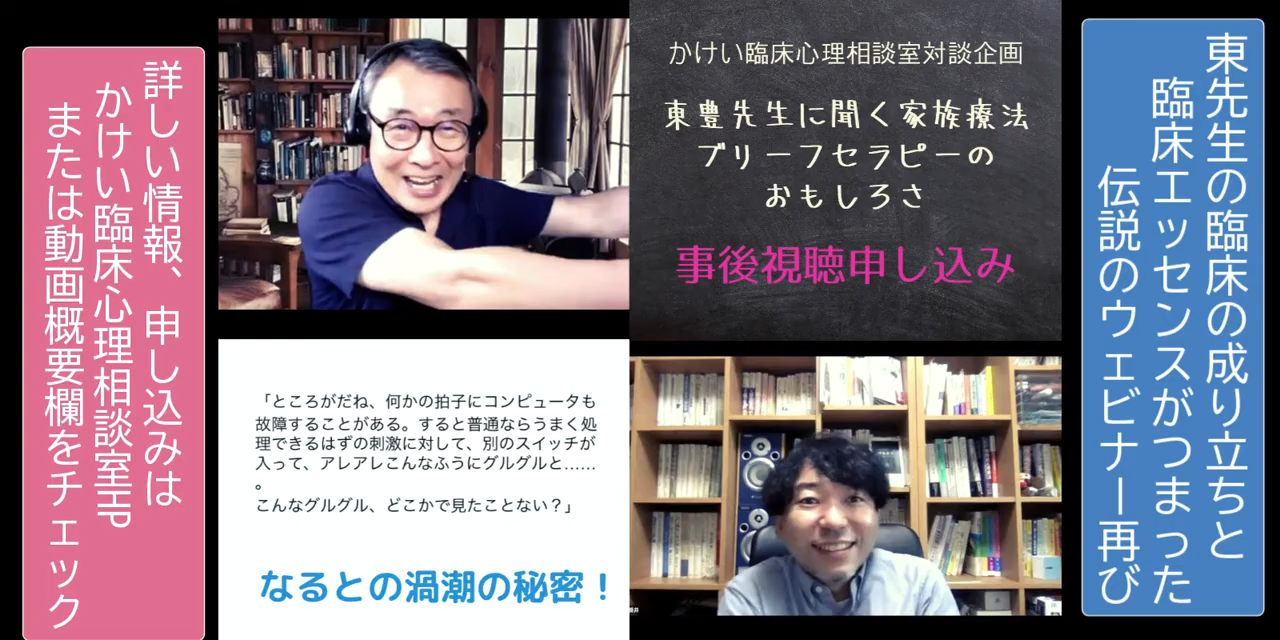 東先生の臨床の成り立ちと
臨床エッセンスがつまった
伝説のウェビナー再び
かけい臨床心理相談室対談企画
東豊先生に聞く家族療法
ブリーフセラピーの
おもしろさ
事後視聴申し込み
「ところがだね、何かの拍子にコンピュータも
故障することがある。すると普通ならうまく処
理できるはずの刺激に対して、別のスイッチが
入って、アレアレこんなふうにグルグルと……
。
こんなグルグル、どこかで見たことない？」
なるとの渦潮の秘密！
詳しい情報、申し込みは
かけい臨床心理相談室HP
または動画概要欄をチェック